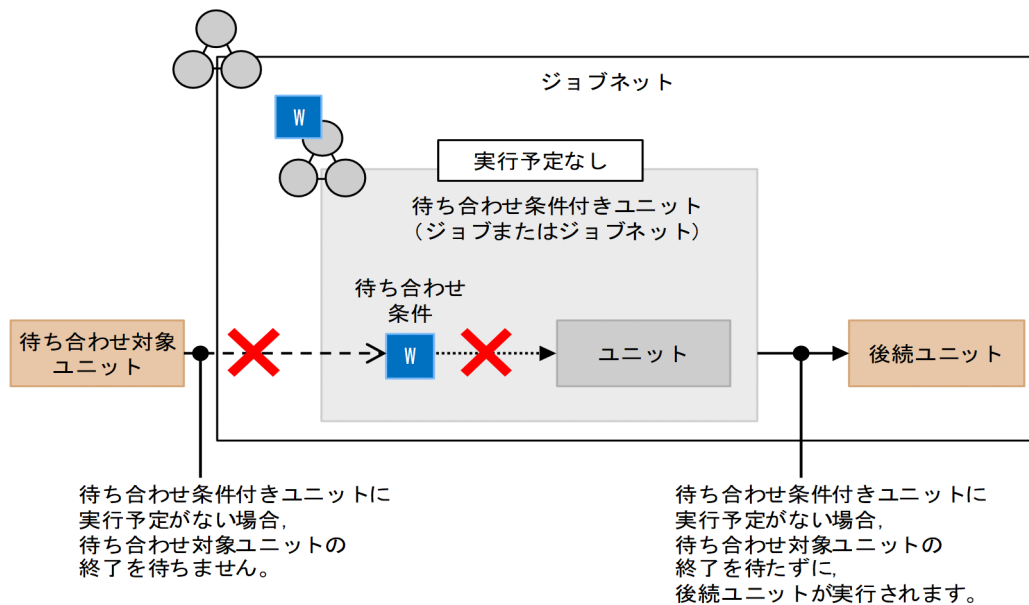 ジョブネット
W
実行予定なし
待ち合わせ条件付きユニット
（ジョブまたはジョブネット）
待ち合わせ
条件
待ち合わせ対象
ユニット
W
ユニット
後続ユニット
待ち合わせ条件付きユニットに
実行予定がない場合，
待ち合わせ対象ユニットの
終了を待ちません。
待ち合わせ条件付きユニットに
実行予定がない場合，
待ち合わせ対象ユニットの
終了を待たずに，
後続ユニットが実行されます。